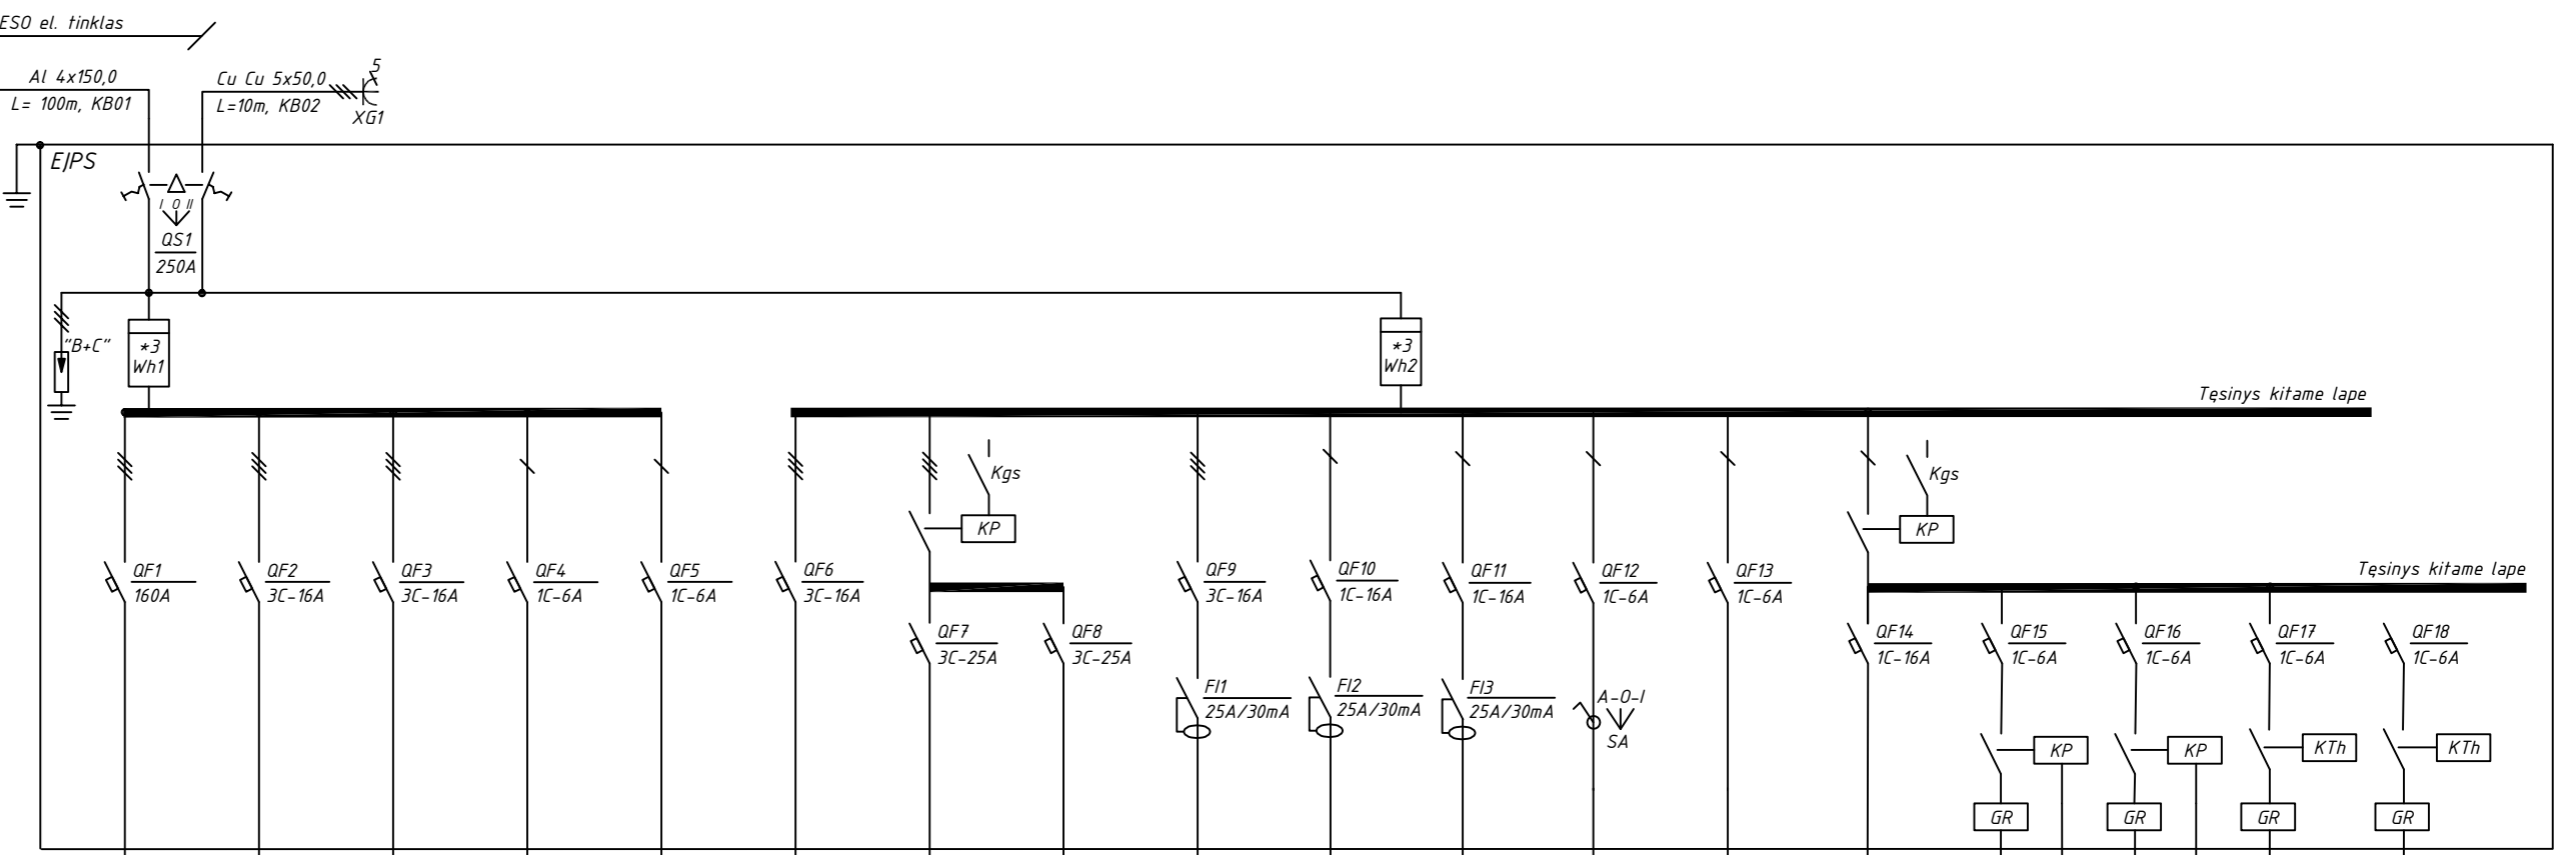 ESO el. tinklas
Al 4x150,0
L= 100m, KB01
Cu Cu 5x50,0
L=10m, KB02
5
XG1
EĮPS
I O II
QS1
250A
"B+C"
*3
Wh1
*3
Wh2
Tęsinys kitame lape
Kgs
KP
Kgs
KP
Tęsinys kitame lape
QF1
160A
QF2
3C-16A
QF3
3C-16A
QF4
1C-6A
QF5
1C-6A
QF6
3C-16A
QF7
3C-25A
QF8
3C-25A
QF9
3C-16A
QF10
1C-16A
QF11
1C-16A
QF12
1C-6A
QF13
1C-6A
QF14
1C-16A
QF15
1C-6A
QF16
1C-6A
QF17
1C-6A
QF18
1C-6A
FI1
25A/30mA
FI2
25A/30mA
FI3
25A/30mA
A-O-I
SA
KP
KP
KTh
KTh
GR
GR
GR
GR